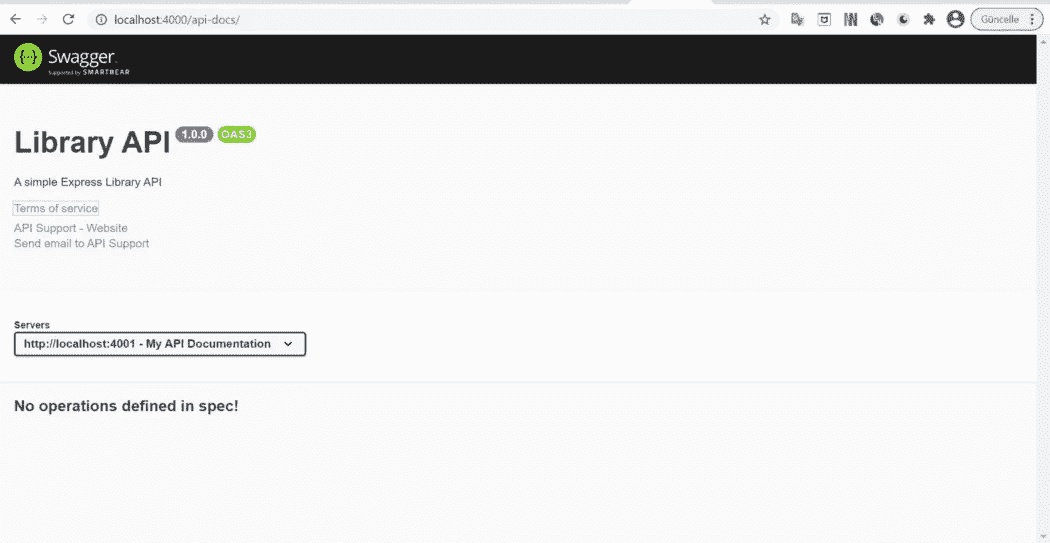 localhost:4000/api-docs/
Güncelle
Swagger
Supported by SMARTBEAR
Library API 1.0.0 OAS3
A simple Express Library API
Terms of service
API Support - Website
Send email to API Support
Servers
http://localhost:4001 - My API Documentation
No operations defined in spec!